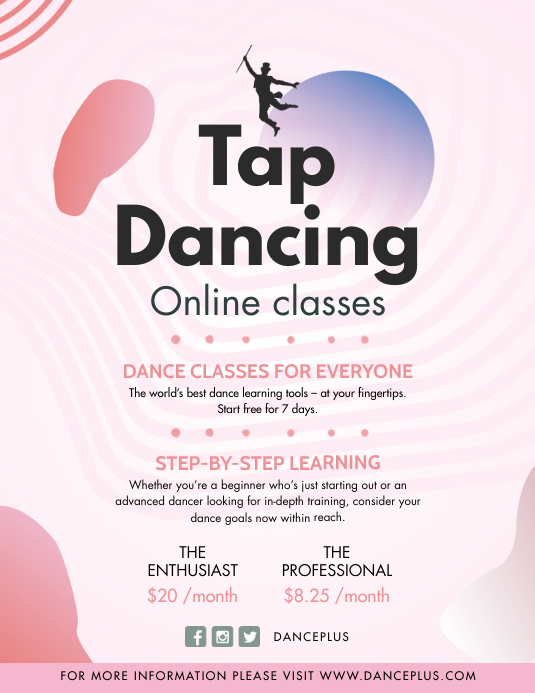 Tap
Dancing
Online classes
DANCE CLASSES FOR EVERYONE
The world's best dance learning tools – at your fingertips.
Start free for 7 days.
STEP-BY-STEP LEARNING
Whether you're a beginner who's just starting out or an
advanced dancer looking for in-depth training, consider your
dance goals now within reach.
THE
ENTHUSIAST
$20 /month
THE
PROFESSIONAL
$8.25 /month
DANCEPLUS
FOR MORE INFORMATION PLEASE VISIT WWW.DANCEPLUS.COM